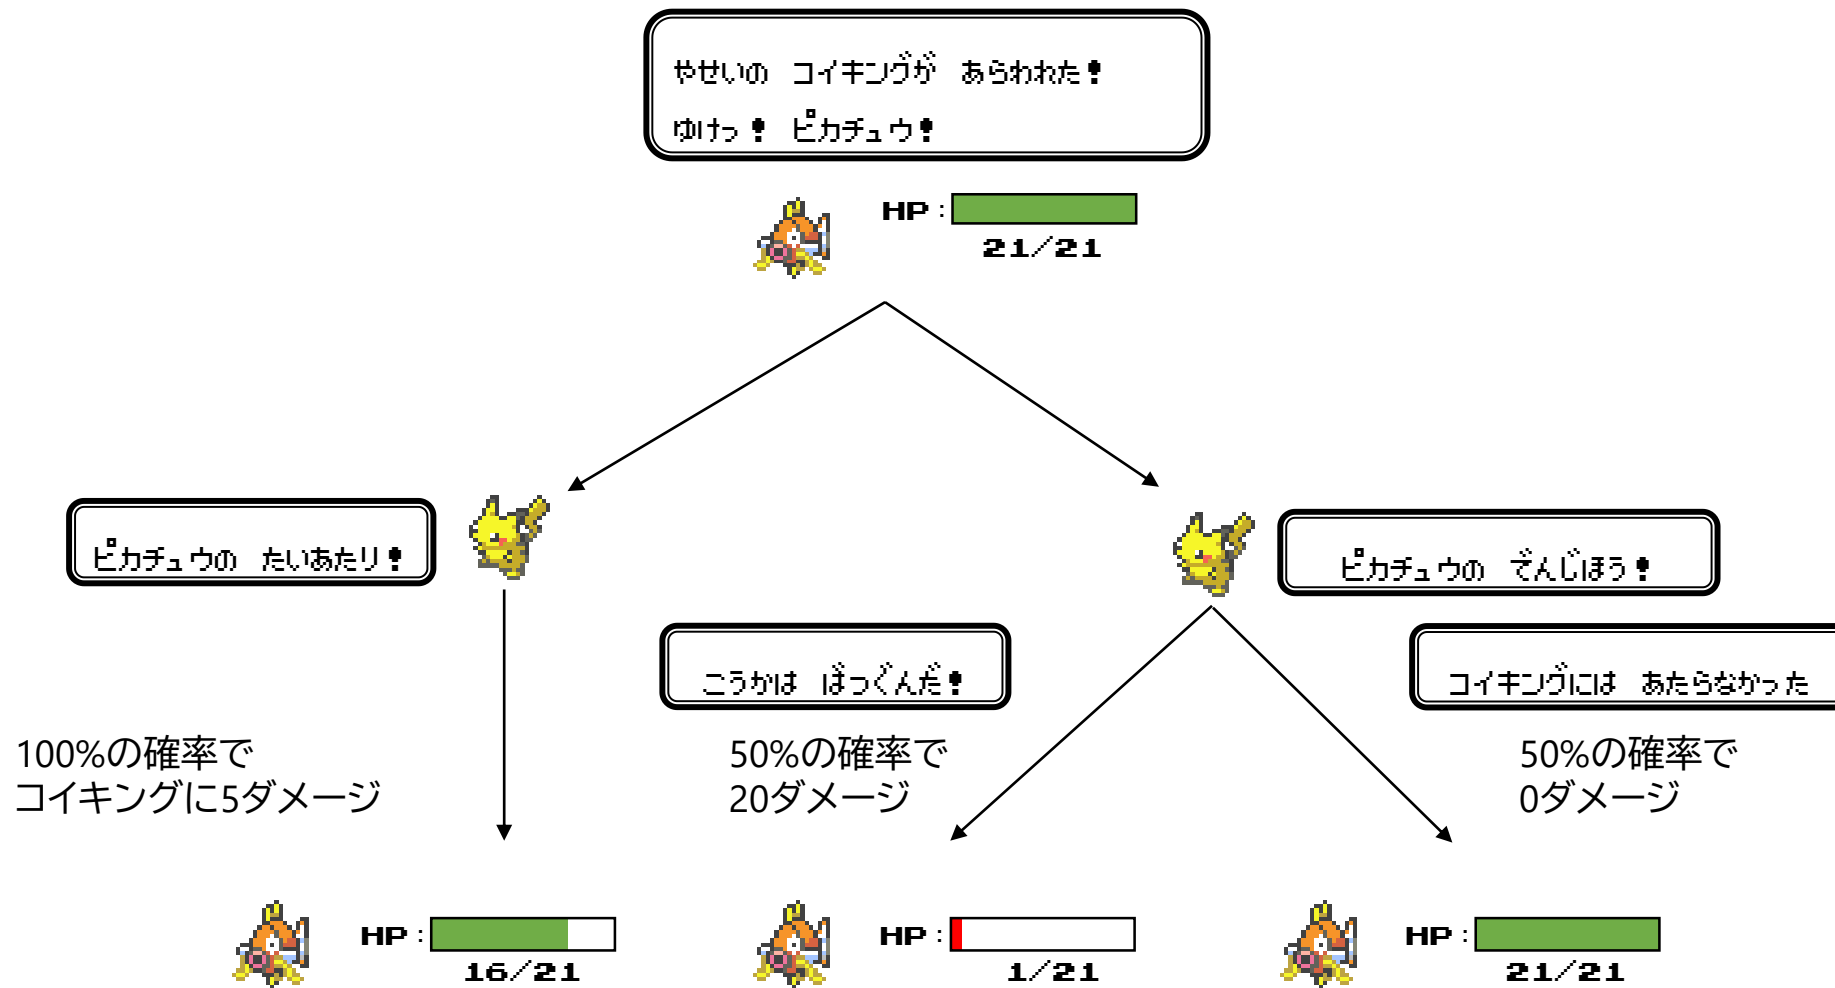 やせいの コイキングが あらわれた!
ゆけっ! ピカチュウ!
HP:
21/21
ピカチュウの たいあたり!
ピカチュウの でんじほう!
こうかは ばつぐんだ!
コイキングには あたらなかった
100%の確率で
コイキングに5ダメージ
50%の確率で
20ダメージ
50%の確率で
0ダメージ
HP:
16/21
HP:
1/21
HP:
21/21